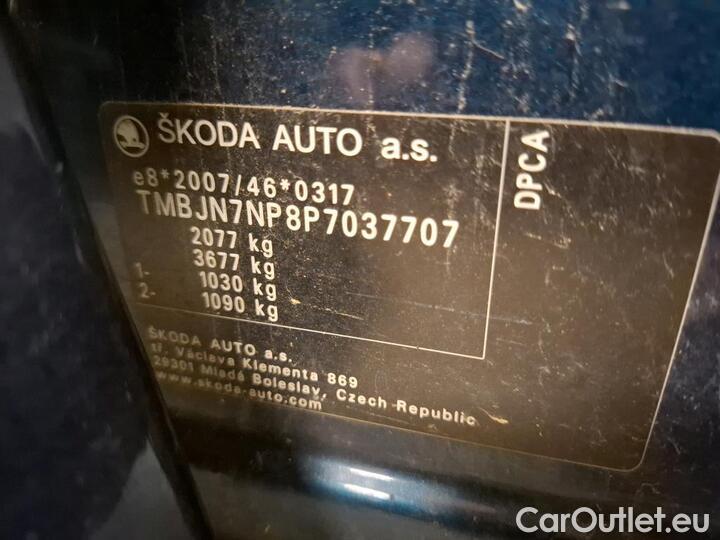 ŠKODA AUTO a.s.
e8*2007/46*0317
TMBJN7NP8P7037707
2077 kg
3677 kg
1- 1030 kg
2- 1090 kg
DPCA
ŠKODA AUTO a.s.
tř. Václava Klementa 869
29301 Mladá Boleslav, Czech Republic
www.skoda-auto.com
CarOutlet.eu